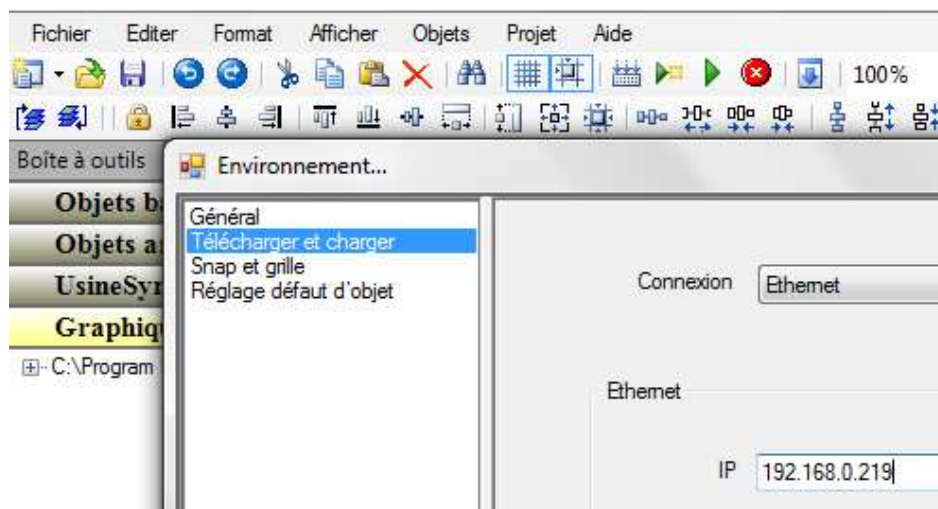 Fichier Editer Format Afficher Objets Projet Aide
100%
Boîte à outils
Environnement...
Objets
Objets
Graphiq
C:\Program
Général
Télécharger et charger
Snap et grille
Réglage défaut d'objet
Connexion Ethernet
Ethernet
IP 192.168.0.219